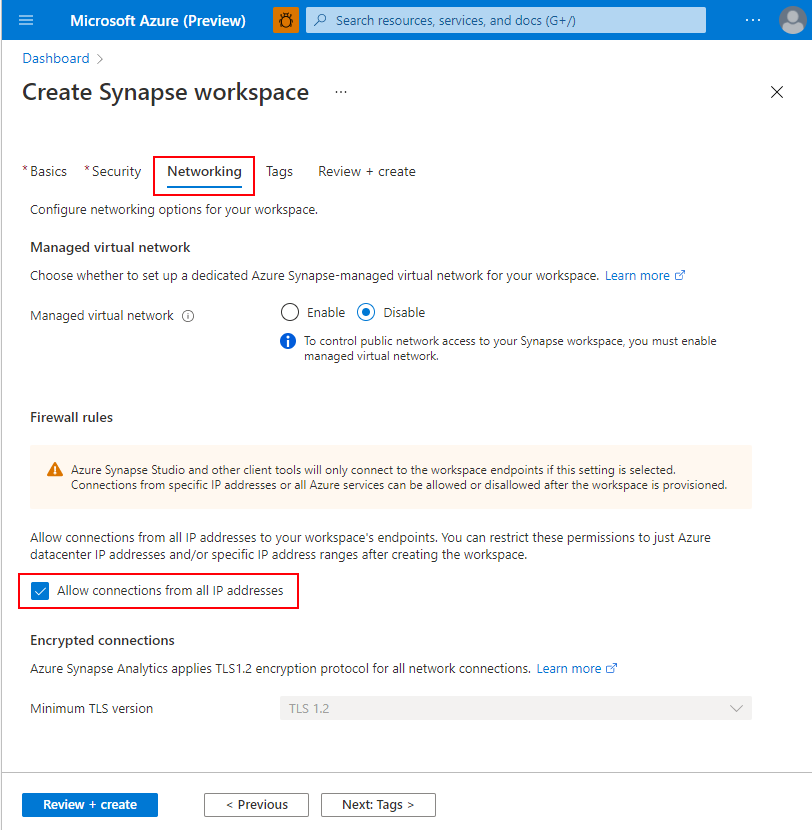 Microsoft Azure (Preview)
Search resources, services, and docs (G+/)
...
Dashboard >
Create Synapse workspace
...
* Basics * Security Networking Tags Review + create
Configure networking options for your workspace.
Managed virtual network
Choose whether to set up a dedicated Azure Synapse-managed virtual network for your workspace. Learn more
Managed virtual network
Enable Disable
To control public network access to your Synapse workspace, you must enable
managed virtual network.
Firewall rules
Azure Synapse Studio and other client tools will only connect to the workspace endpoints if this setting is selected.
Connections from specific IP addresses or all Azure services can be allowed or disallowed after the workspace is provisioned.
Allow connections from all IP addresses to your workspace's endpoints. You can restrict these permissions to just Azure
datacenter IP addresses and/or specific IP address ranges after creating the workspace.
Allow connections from all IP addresses
Encrypted connections
Azure Synapse Analytics applies TLS1.2 encryption protocol for all network connections. Learn more
Minimum TLS version
TLS 1.2
Review + create
< Previous
Next: Tags >